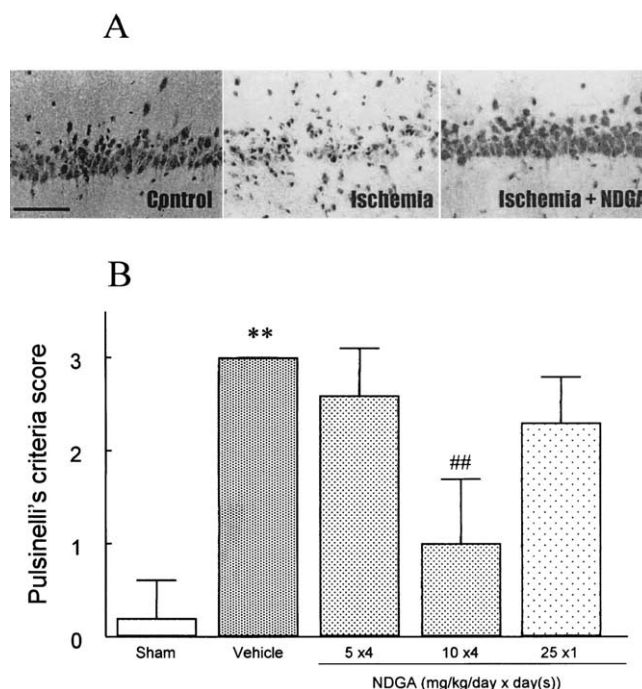 A
Control
Ischemia
Ischemia + NDGA
B
Pulsinelli's criteria score
3
2
1
0
**
##
Sham
Vehicle
5 x4
10 x4
25 x1
NDGA (mg/kg/day x day(s))